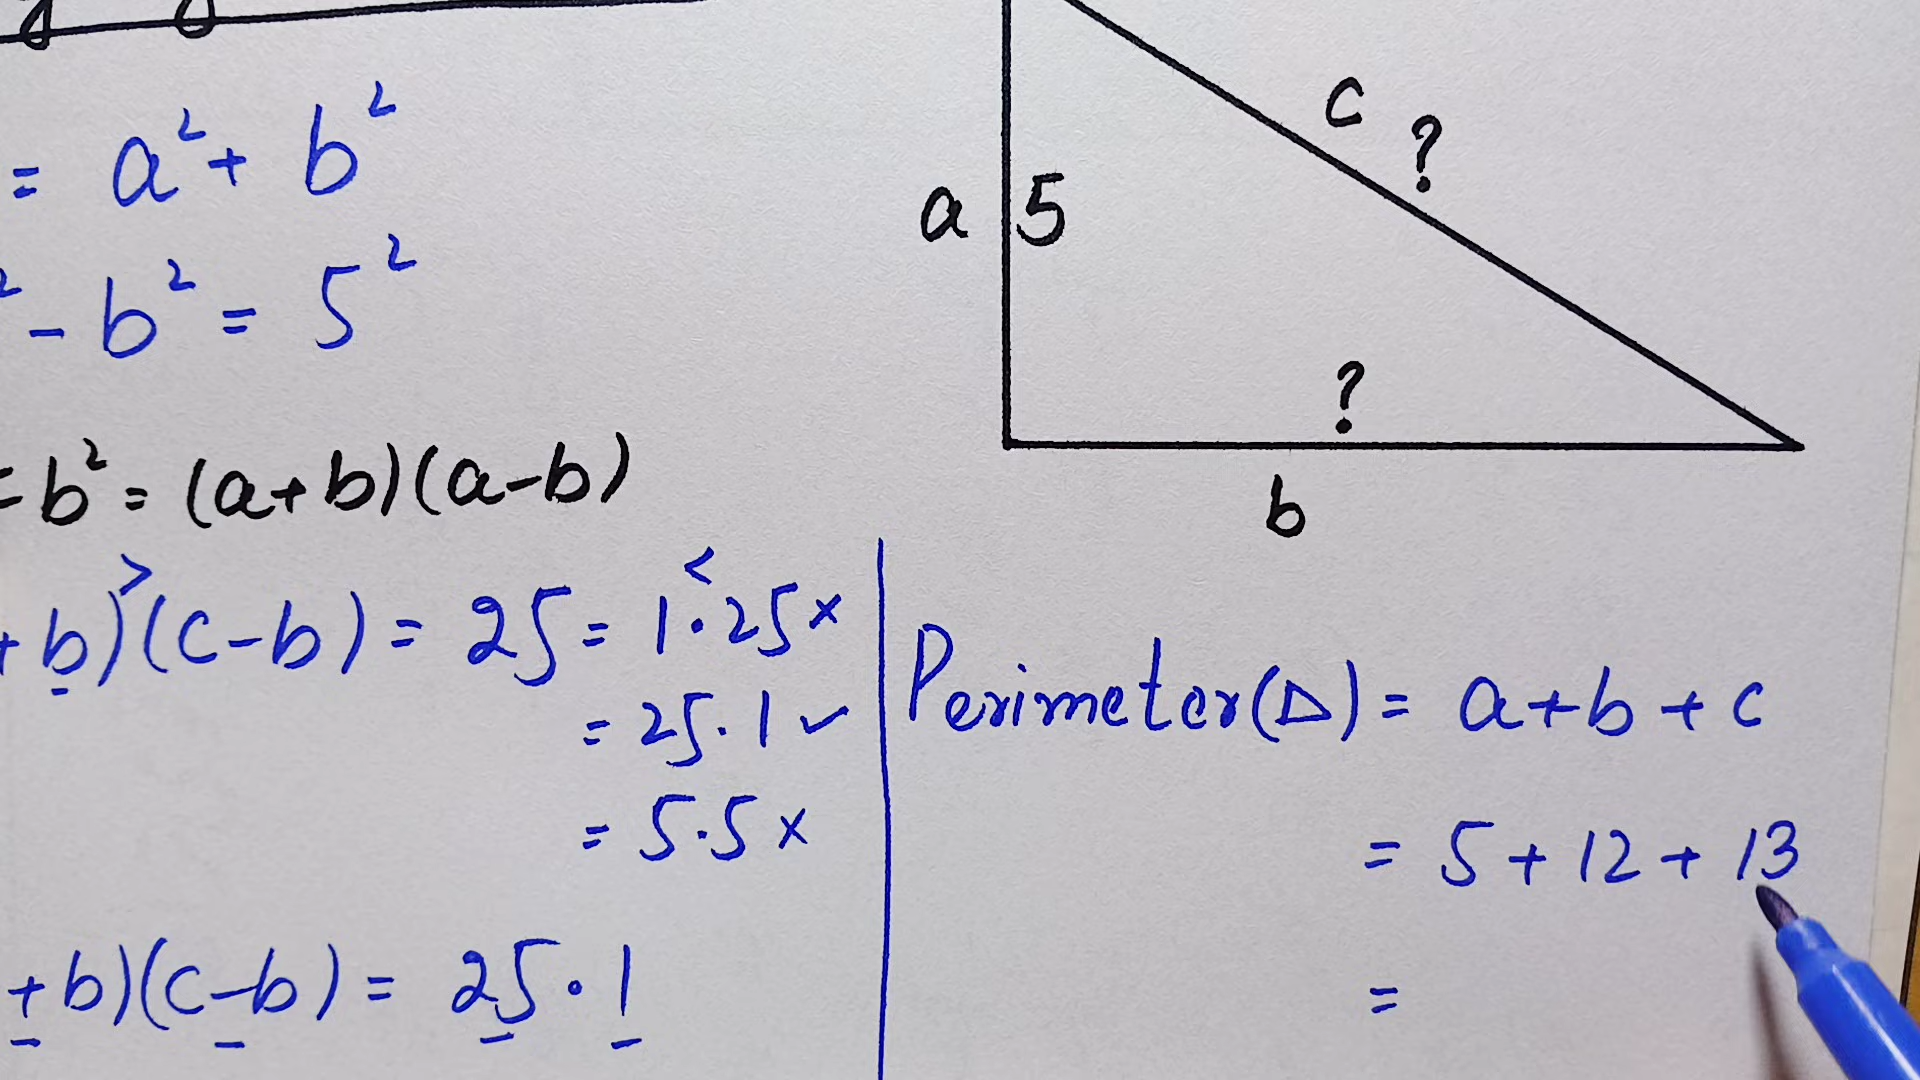 = a² + b²
² - b² = 5²
- b² = (a+b)(a-b)
> <
+ b)(c-b) = 25 = 1·25 ×
= 25·1 ✓
= 5·5 ×
+b)(c-b) = 25·1
c ?
a 5
?
b
Perimeter(Δ) = a+b+c
= 5+12+13
=